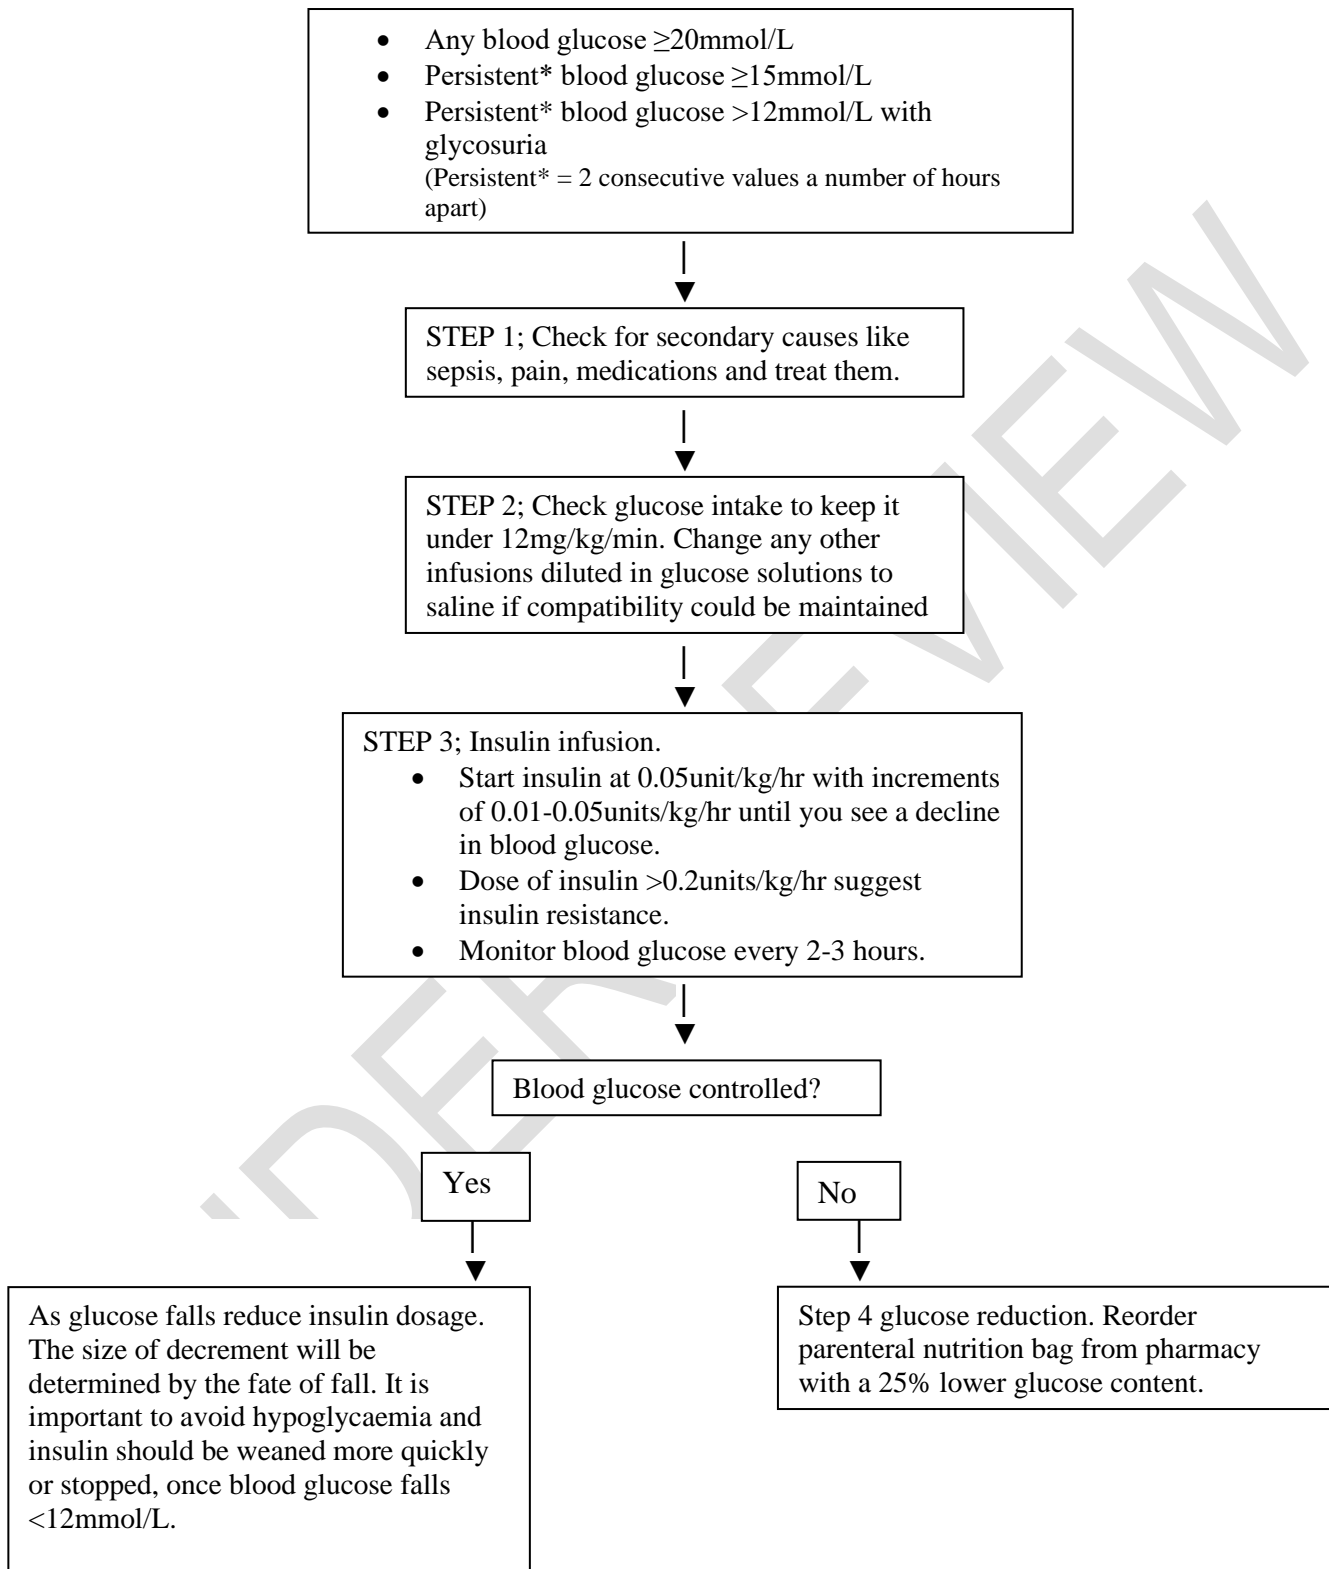 • Any blood glucose ≥20mmol/L
• Persistent* blood glucose ≥15mmol/L
• Persistent* blood glucose >12mmol/L with
glycosuria
(Persistent* = 2 consecutive values a number of hours
apart)
STEP 1; Check for secondary causes like
sepsis, pain, medications and treat them.
STEP 2; Check glucose intake to keep it
under 12mg/kg/min. Change any other
infusions diluted in glucose solutions to
saline if compatibility could be maintained
STEP 3; Insulin infusion.
• Start insulin at 0.05unit/kg/hr with increments
of 0.01-0.05units/kg/hr until you see a decline
in blood glucose.
• Dose of insulin >0.2units/kg/hr suggest
insulin resistance.
• Monitor blood glucose every 2-3 hours.
Blood glucose controlled?
Yes
No
As glucose falls reduce insulin dosage.
The size of decrement will be
determined by the fate of fall. It is
important to avoid hypoglycaemia and
insulin should be weaned more quickly
or stopped, once blood glucose falls
<12mmol/L.
Step 4 glucose reduction. Reorder
parenteral nutrition bag from pharmacy
with a 25% lower glucose content.